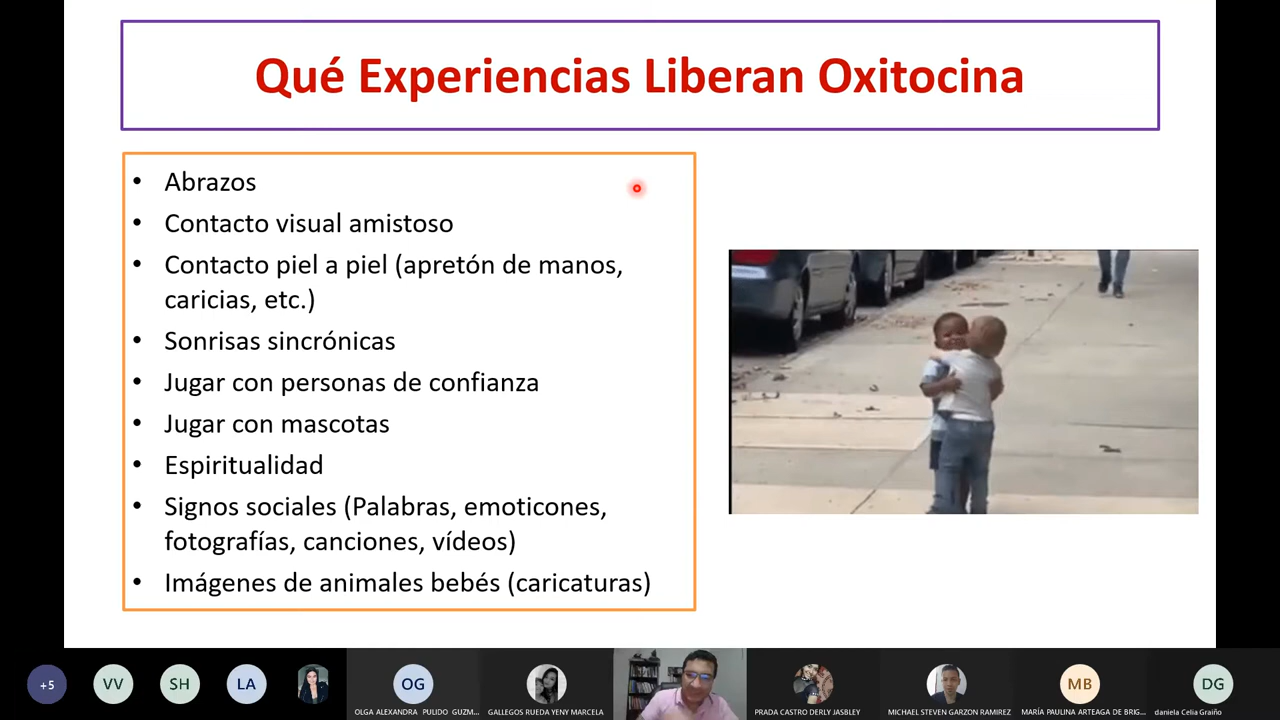 Qué Experiencias Liberan Oxitocina
• Abrazos
• Contacto visual amistoso
• Contacto piel a piel (apretón de manos,
caricias, etc.)
• Sonrisas sincrónicas
• Jugar con personas de confianza
• Jugar con mascotas
• Espiritualidad
• Signos sociales (Palabras, emoticones,
fotografías, canciones, vídeos)
• Imágenes de animales bebés (caricaturas)
+5
VV
SH
LA
OG
MB
DG
OLGA ALEXANDRA PULIDO GUZM...
GALLEGOS RUEDA YENY MARCELA
PRADA CASTRO DERLY JASBLEY
MICHAEL STEVEN GARZON RAMIREZ
MARÍA PAULINA ARTEAGA DE BRIG...
daniela Celia Graiño